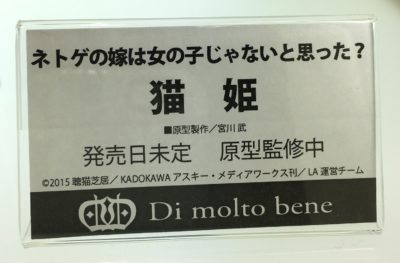 ネトゲの嫁は女の子じゃないと思った？
猫姫
■原型製作／宮川 武
発売日未定　原型監修中
©2015 聴猫芝居／KADOKAWA アスキー・メディアワークス刊／LA運営チーム
Di molto bene